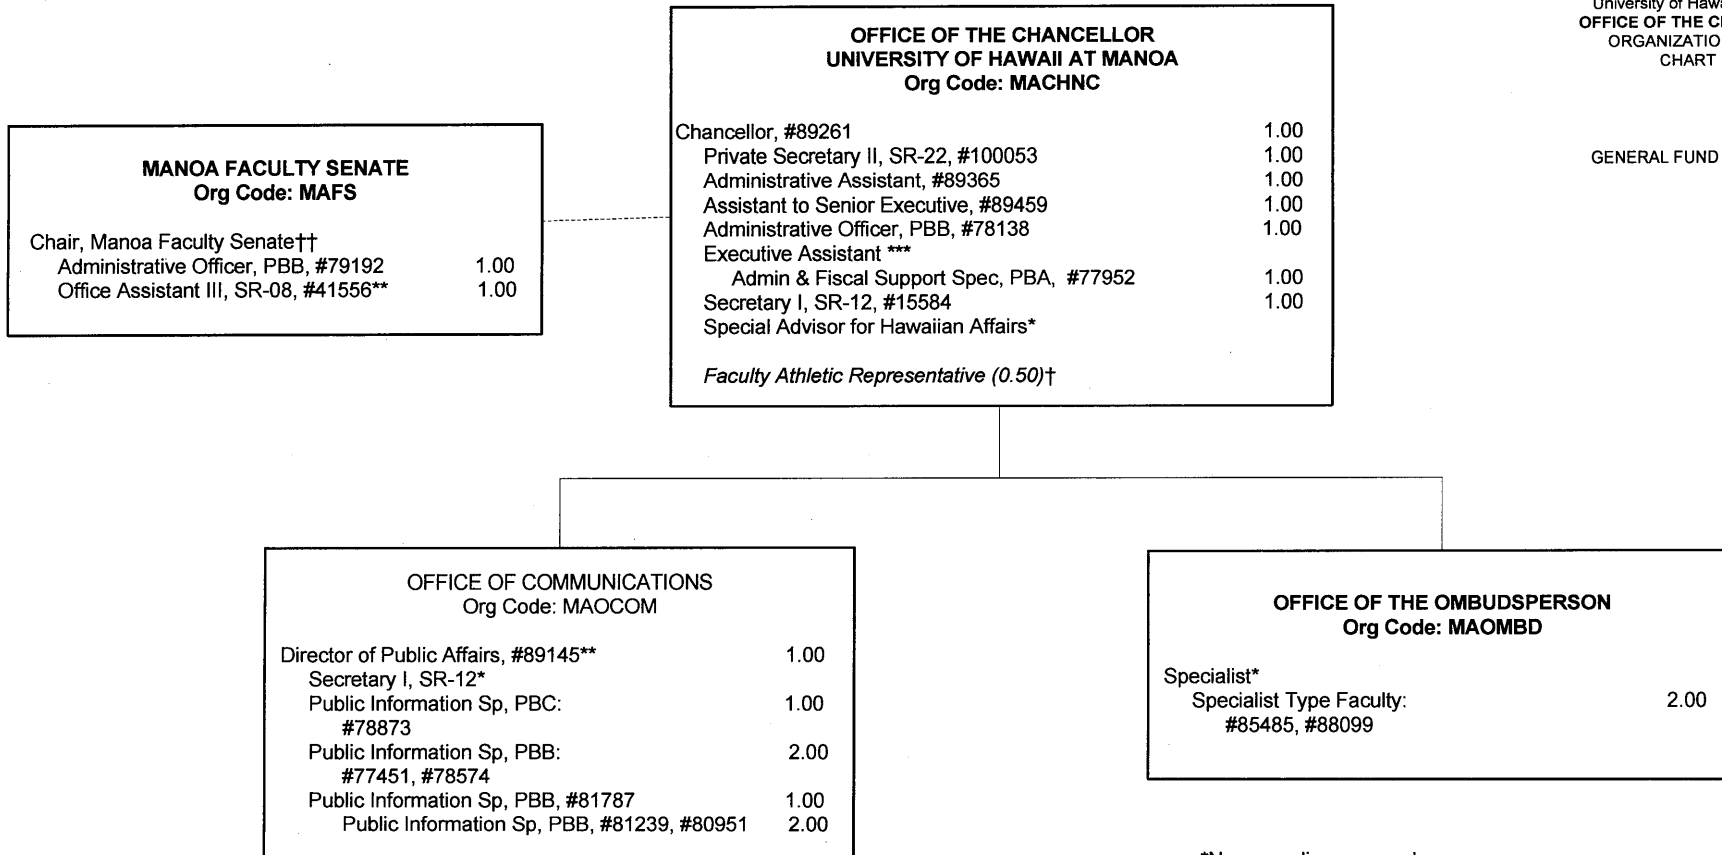 University of Hawa
OFFICE OF THE C
ORGANIZATIO
CHART
GENERAL FUND
OFFICE OF THE CHANCELLOR
UNIVERSITY OF HAWAII AT MANOA
Org Code: MACHNC
Chancellor, #89261 1.00
Private Secretary II, SR-22, #100053 1.00
Administrative Assistant, #89365 1.00
Assistant to Senior Executive, #89459 1.00
Administrative Officer, PBB, #78138 1.00
Executive Assistant ***
Admin & Fiscal Support Spec, PBA, #77952 1.00
Secretary I, SR-12, #15584 1.00
Special Advisor for Hawaiian Affairs*
Faculty Athletic Representative (0.50)†
MANOA FACULTY SENATE
Org Code: MAFS
Chair, Manoa Faculty Senate††
Administrative Officer, PBB, #79192 1.00
Office Assistant III, SR-08, #41556** 1.00
OFFICE OF COMMUNICATIONS
Org Code: MAOCOM
Director of Public Affairs, #89145** 1.00
Secretary I, SR-12*
Public Information Sp, PBC: 1.00
#78873
Public Information Sp, PBB: 2.00
#77451, #78574
Public Information Sp, PBB, #81787 1.00
Public Information Sp, PBB, #81239, #80951 2.00
OFFICE OF THE OMBUDSPERSON
Org Code: MAOMBD
Specialist*
Specialist Type Faculty: 2.00
#85485, #88099